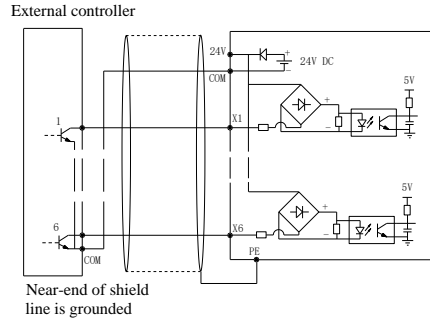 External controller
24V
+
24V DC
−
COM
5V
1
X1
+
−
5V
6
X6
+
−
COM
PE
Near-end of shield
line is grounded